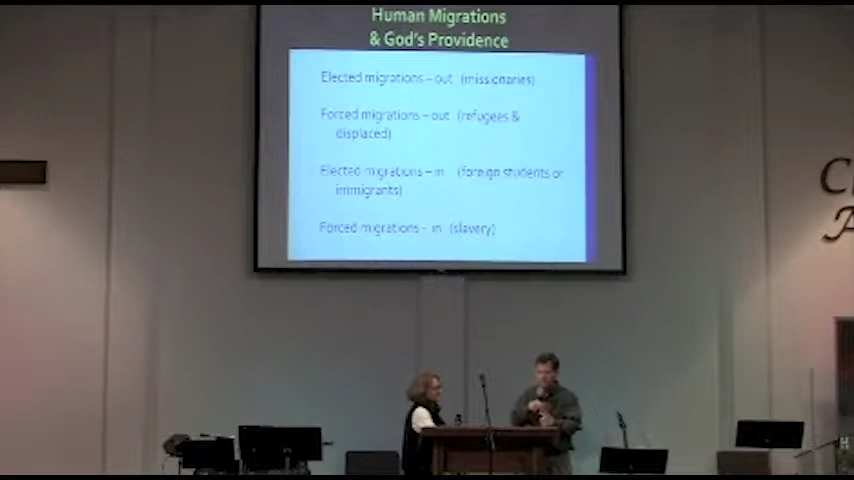 Human Migrations
& God's Providence
Elected migrations – out (missionaries)
Forced migrations – out (refugees &
displaced)
Elected migrations – in (foreign students or
immigrants)
Forced migrations - in (slavery)